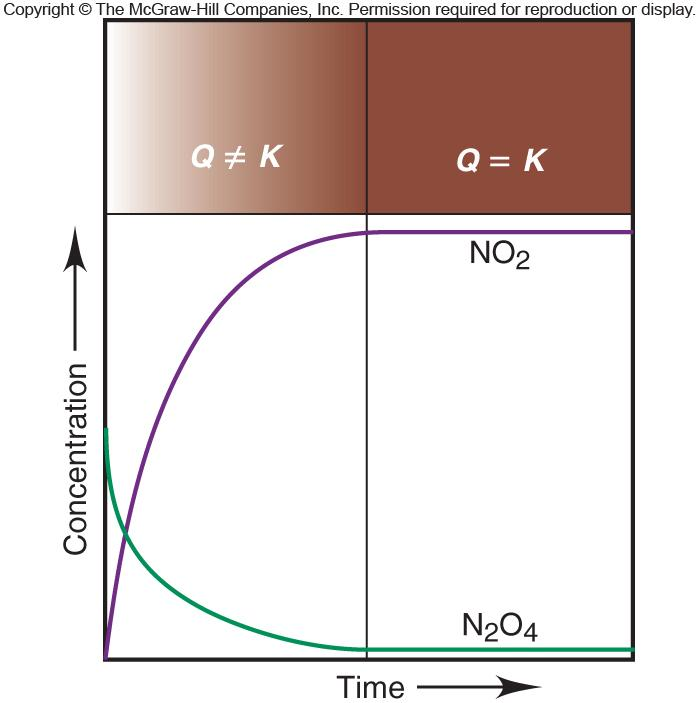 Copyright © The McGraw-Hill Companies, Inc. Permission required for reproduction or display.
Q ≠ K
Q = K
NO₂
Concentration
N₂O₄
Time